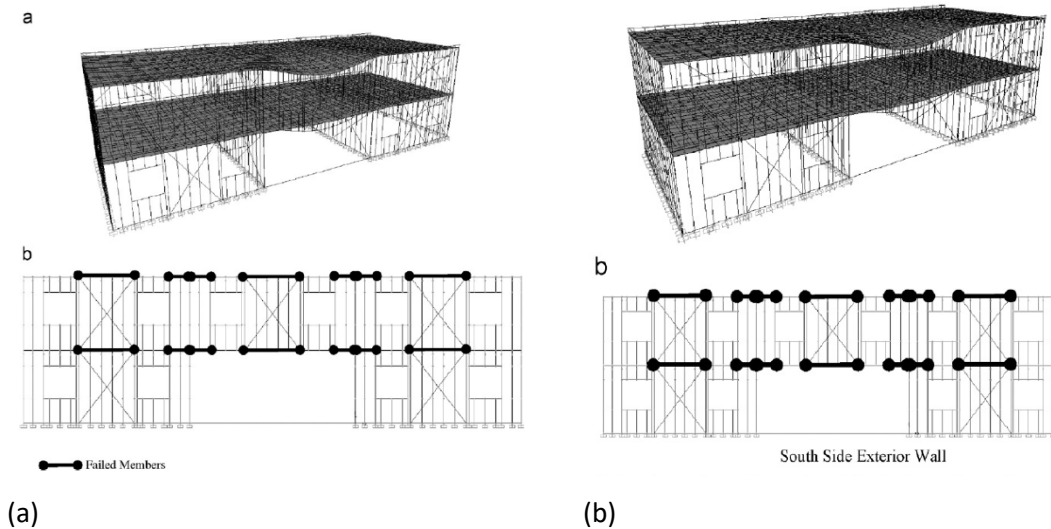 a
b
Failed Members
b
South Side Exterior Wall
(a)
(b)